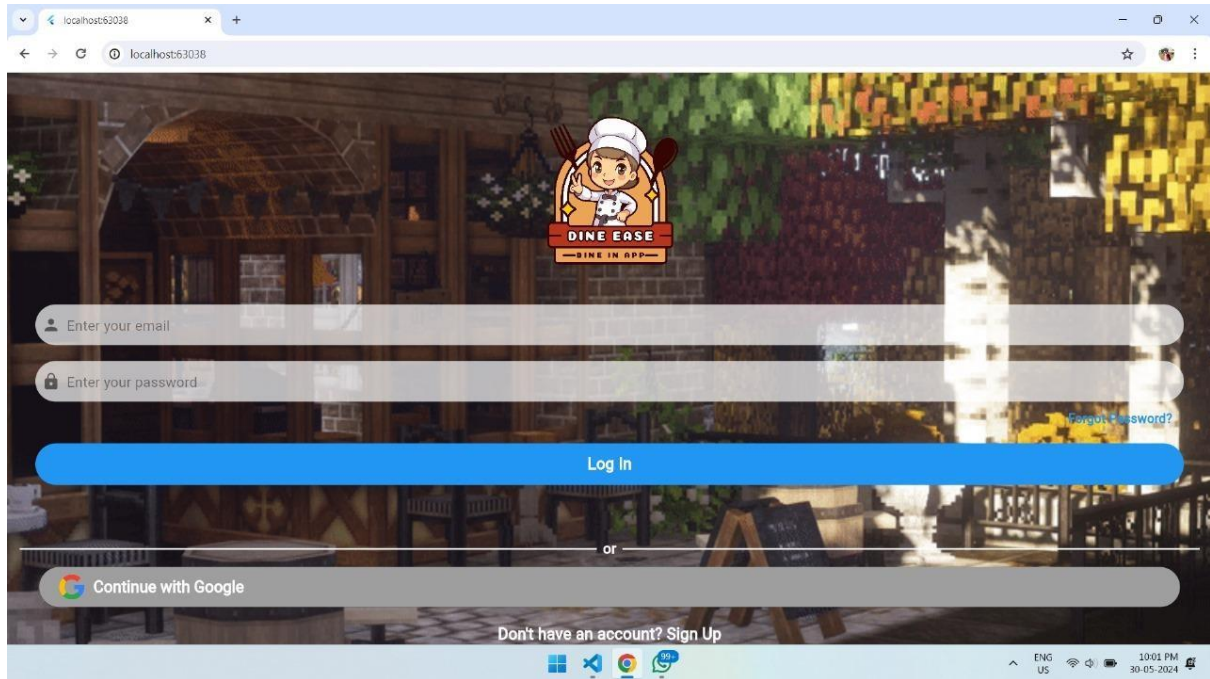 localhost:63038
localhost:63038
DINE EASE
DINE IN APP
Enter your email
Enter your password
Forgot Password?
Log In
or
Continue with Google
Don't have an account? Sign Up
99+
ENG
US
10:01 PM
30-05-2024